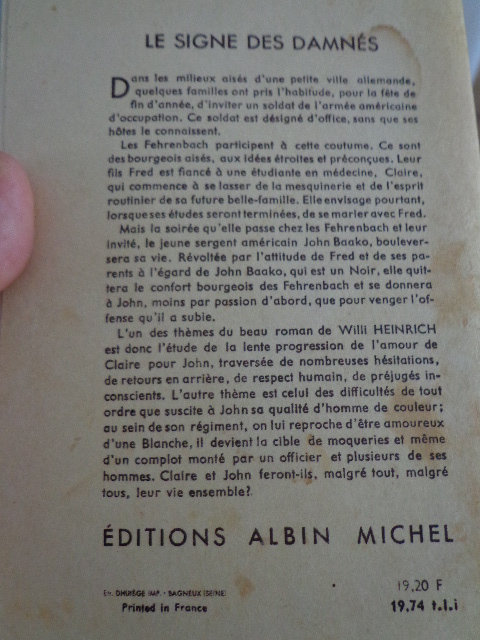 LE SIGNE DES DAMNÉS
Dans les milieux aisés d'une petite ville allemande,
quelques familles ont pris l'habitude, pour la fête de
fin d'année, d'inviter un soldat de l'armée américaine
d'occupation. Ce soldat est désigné d'office, sans que ses
hôtes le connaissent.
Les Fehrenbach participent à cette coutume. Ce sont
des bourgeois aisés, aux idées étroites et préconçues. Leur
fils Fred est fiancé à une étudiante en médecine, Claire,
qui commence à se lasser de la mesquinerie et de l'esprit
routinier de sa future belle-famille. Elle envisage pourtant,
lorsque ses études seront terminées, de se marier avec Fred.
Mais la soirée qu'elle passe chez les Fehrenbach et leur
invité, le jeune sergent américain John Baako, boulever-
sera sa vie. Révoltée par l'attitude de Fred et de ses pa-
rents à l'égard de John Baako, qui est un Noir, elle quit-
tera le confort bourgeois des Fehrenbach et se donnera
à John, moins par passion d'abord, que pour venger l'of-
fense qu'il a subie.
L'un des thèmes du beau roman de Willi HEINRICH
est donc l'étude de la lente progression de l'amour de
Claire pour John, traversée de nombreuses hésitations,
de retours en arrière, de respect humain, de préjugés in-
conscients. L'autre thème est celui des difficultés de tout
ordre que suscite à John sa qualité d'homme de couleur;
au sein de son régiment, on lui reproche d'être amoureux
d'une Blanche, il devient la cible de moqueries et même
d'un complot monté par un officier et plusieurs de ses
hommes. Claire et John feront-ils, malgré tout, malgré
tous, leur vie ensemble?
ÉDITIONS ALBIN MICHEL
IMP. - BAGNEUX (SEINE)
19,20 F
Printed in France
19,74 t.l.i